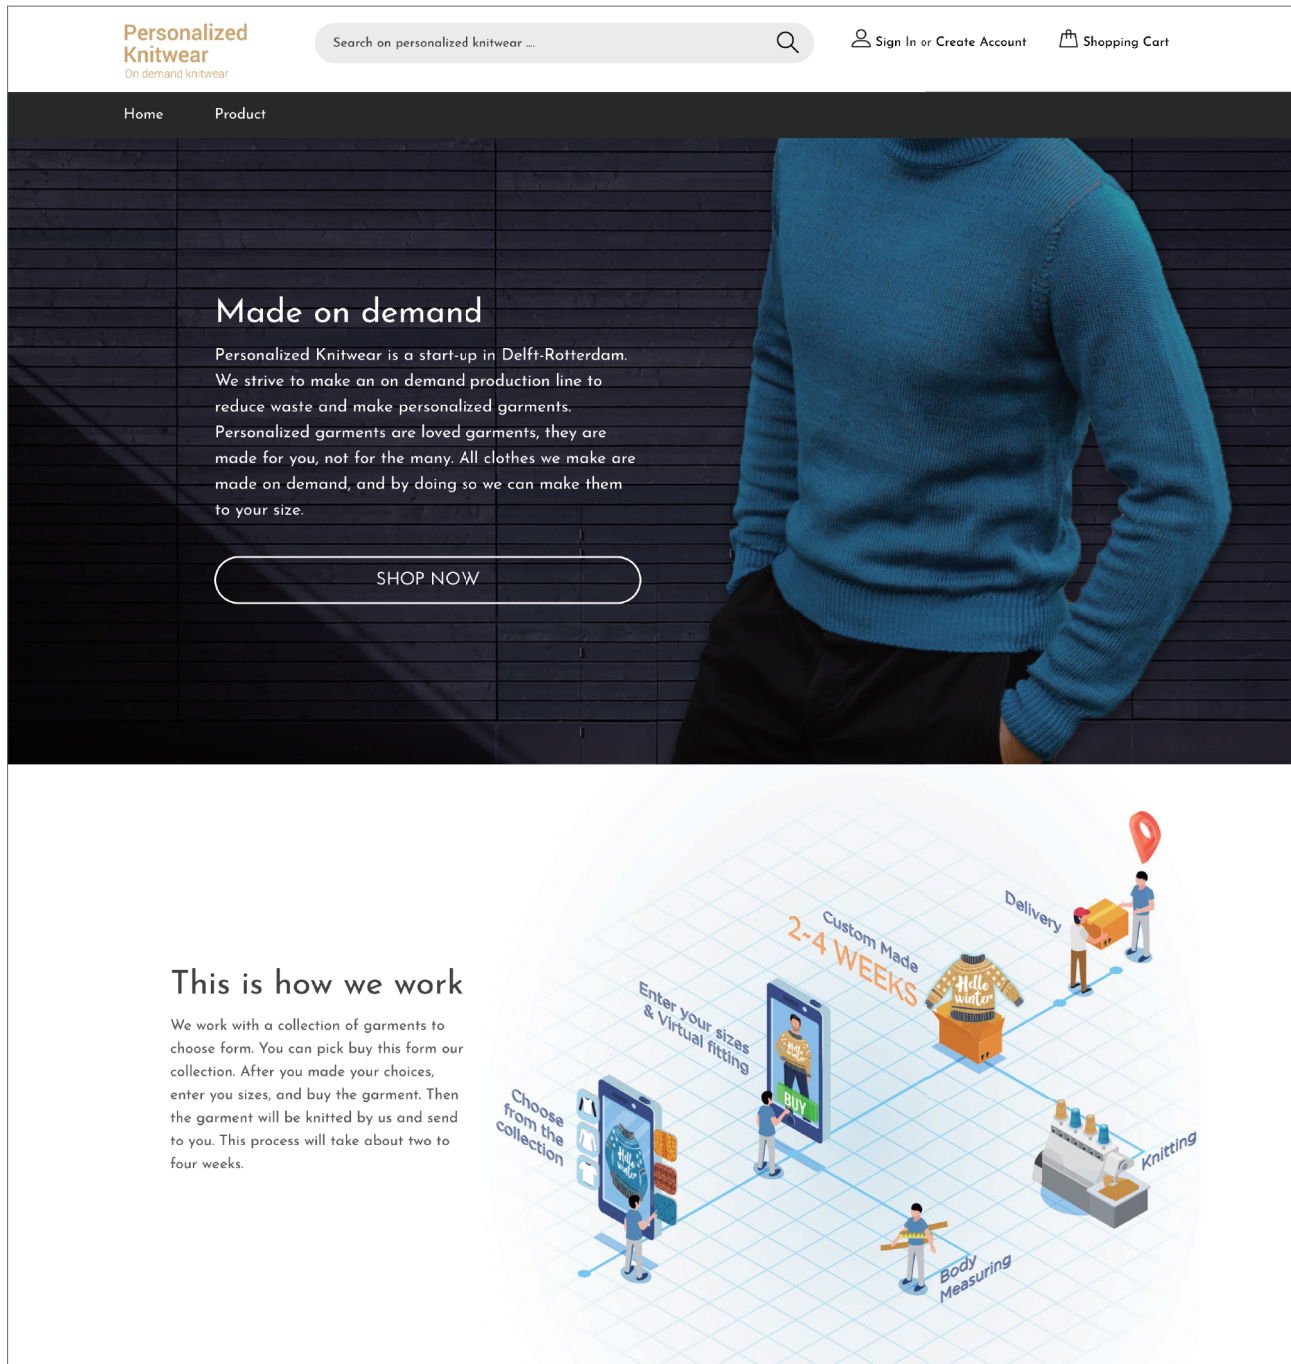 Personalized
Knitwear
On demand knitwear
Search on personalized knitwear ....
Sign In or Create Account
Shopping Cart
Home
Product
Made on demand
Personalized Knitwear is a start-up in Delft-Rotterdam.
We strive to make an on demand production line to
reduce waste and make personalized garments.
Personalized garments are loved garments, they are
made for you, not for the many. All clothes we make are
made on demand, and by doing so we can make them
to your size.
SHOP NOW
This is how we work
We work with a collection of garments to
choose form. You can pick buy this form our
collection. After you made your choices,
enter you sizes, and buy the garment. Then
the garment will be knitted by us and send
to you. This process will take about two to
four weeks.
Choose
from the
collection
Hello
winter
Enter your sizes
& Virtual fitting
Hello
winter
BUY
Body
Measuring
Custom Made
2~4 WEEKS
Hello
winter
Knitting
Delivery